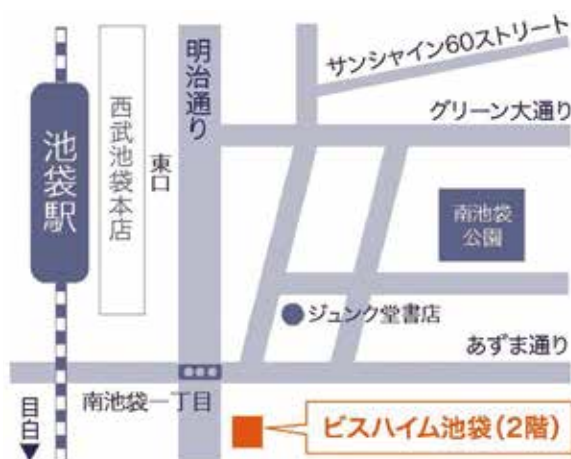 サンシャイン60ストリート
明治通り
グリーン大通り
西武池袋本店
東口
池袋駅
南池袋
公園
ジュンク堂書店
あずま通り
南池袋一丁目
目白
ビスハイム池袋(2階)